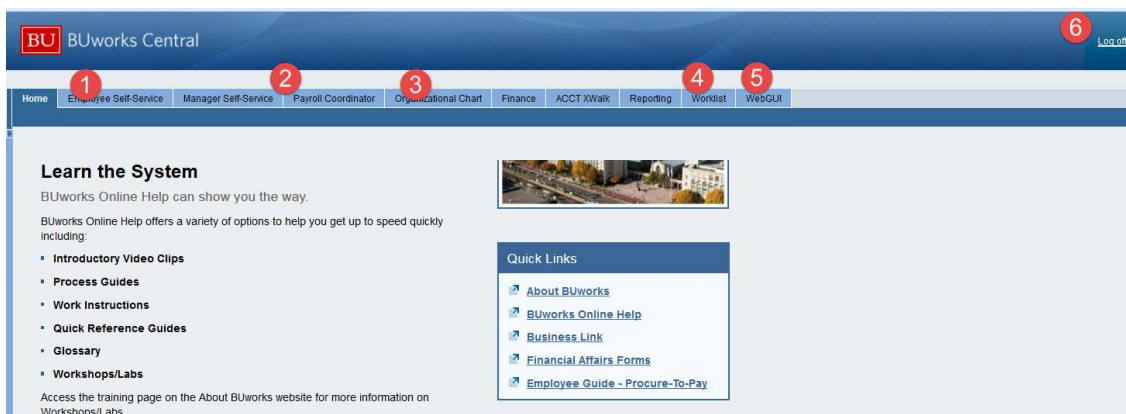 BU BUworks Central
6
Log off
1
2
3
4
5
Home Employee Self-Service Manager Self-Service Payroll Coordinator Organizational Chart Finance ACCT XWalk Reporting Worklist WebGUI
Learn the System
BUworks Online Help can show you the way.
BUworks Online Help offers a variety of options to help you get up to speed quickly
including:
Introductory Video Clips
Process Guides
Work Instructions
Quick Reference Guides
Glossary
Workshops/Labs
Access the training page on the About BUworks website for more information on
Workshops/Labs
Quick Links
About BUworks
BUworks Online Help
Business Link
Financial Affairs Forms
Employee Guide - Procure-To-Pay